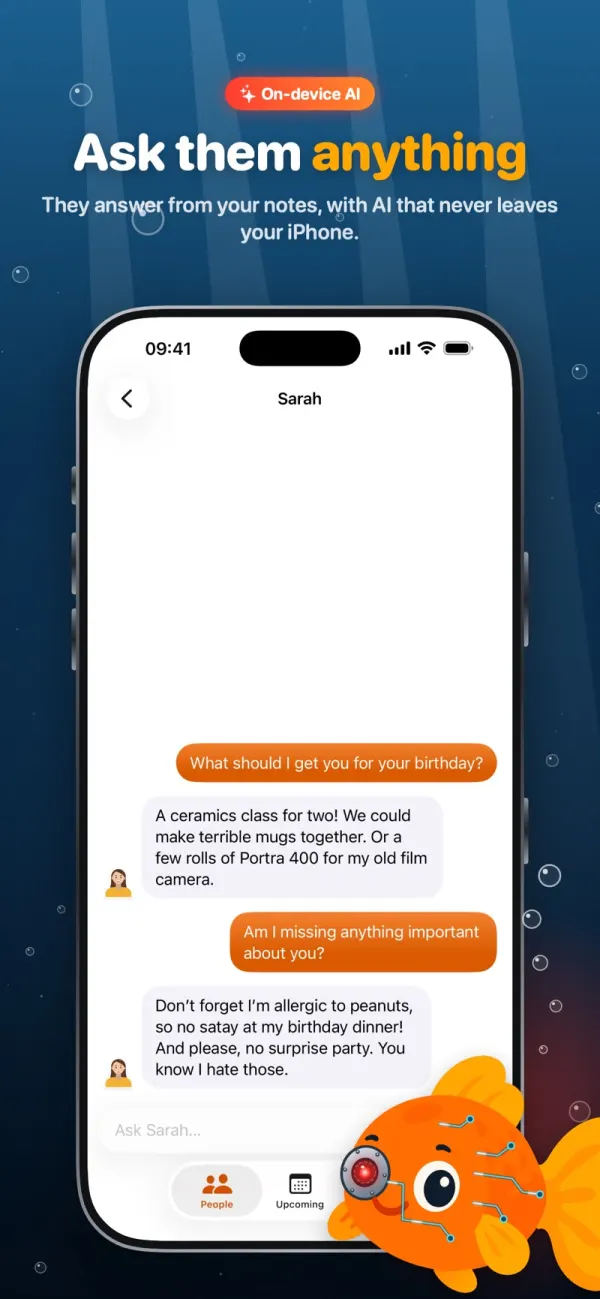 On-device AI
Ask them anything
They answer from your notes, with AI that never leaves
your iPhone.
09:41
Sarah
What should I get you for your birthday?
A ceramics class for two! We could
make terrible mugs together. Or a
few rolls of Portra 400 for my old film
camera.
Am I missing anything important
about you?
Don’t forget I’m allergic to peanuts,
so no satay at my birthday dinner!
And please, no surprise party. You
know I hate those.
Ask Sarah...
People
Upcoming